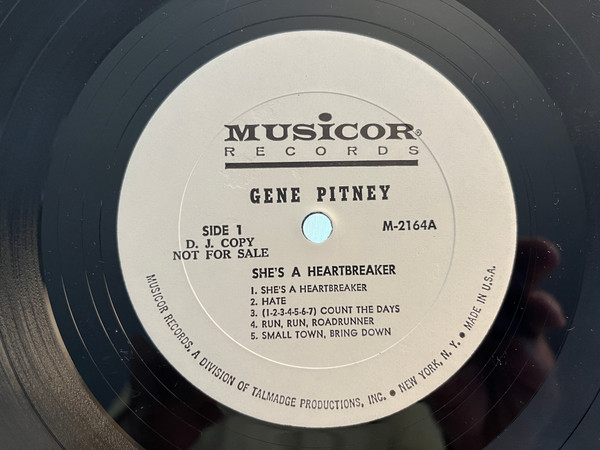 MUSICOR®
RECORDS
GENE PITNEY
SIDE 1
M-2164A
D. J. COPY
NOT FOR SALE
SHE'S A HEARTBREAKER
1. SHE'S A HEARTBREAKER
2. HATE
3. (1-2-3-4-5-6-7) COUNT THE DAYS
4. RUN, RUN, ROADRUNNER
5. SMALL TOWN, BRING DOWN
MUSICOR RECORDS, A DIVISION OF TALMADGE PRODUCTIONS, INC. • NEW YORK, N. Y. • MADE IN U.S.A.